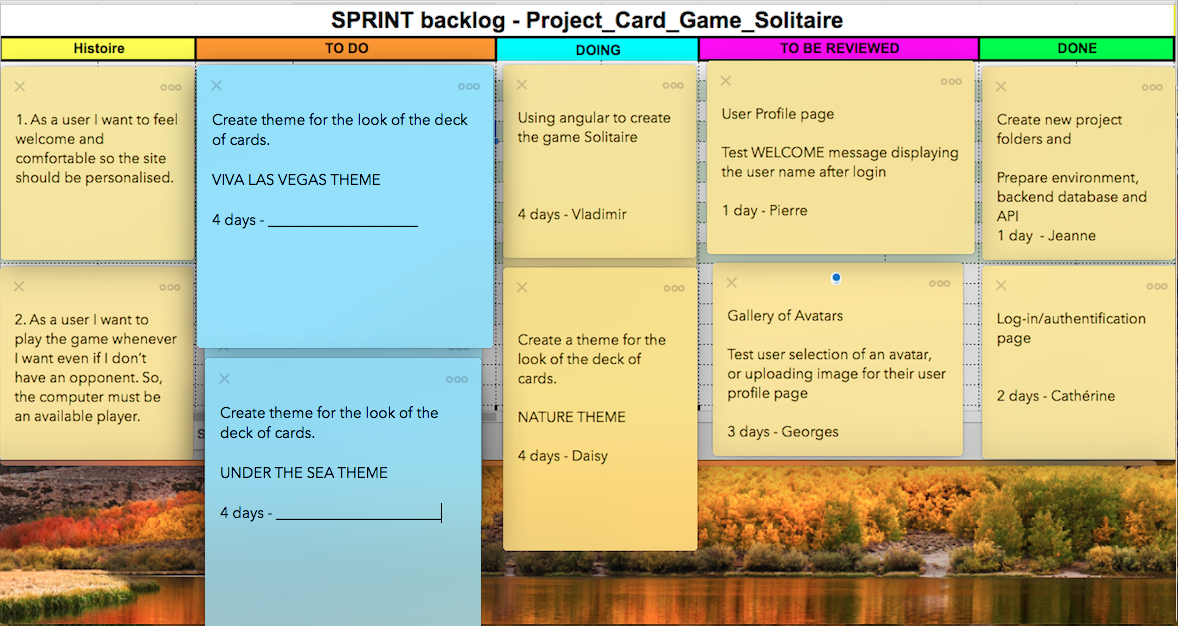 SPRINT backlog - Project_Card_Game_Solitaire
Histoire
TO DO
DOING
TO BE REVIEWED
DONE
1. As a user I want to feel
welcome and
comfortable so the site
should be personalised.
2. As a user I want to
play the game whenever
I want even if I don't
have an opponent. So,
the computer must be
an available player.
Create theme for the look of the deck
of cards.
VIVA LAS VEGAS THEME
4 days - ___________________
Create theme for the look of the
deck of cards.
UNDER THE SEA THEME
4 days - _____________________
Using angular to create
the game Solitaire
4 days - Vladimir
Create a theme for the
look of the deck of
cards.
NATURE THEME
4 days - Daisy
User Profile page
Test WELCOME message displaying
the user name after login
1 day - Pierre
Gallery of Avatars
Test user selection of an avatar,
or uploading image for their user
profile page
3 days - Georges
Create new project
folders and
Prepare environment,
backend database and
API
1 day  - Jeanne
Log-in/authentification
page
2 days - Cathérine